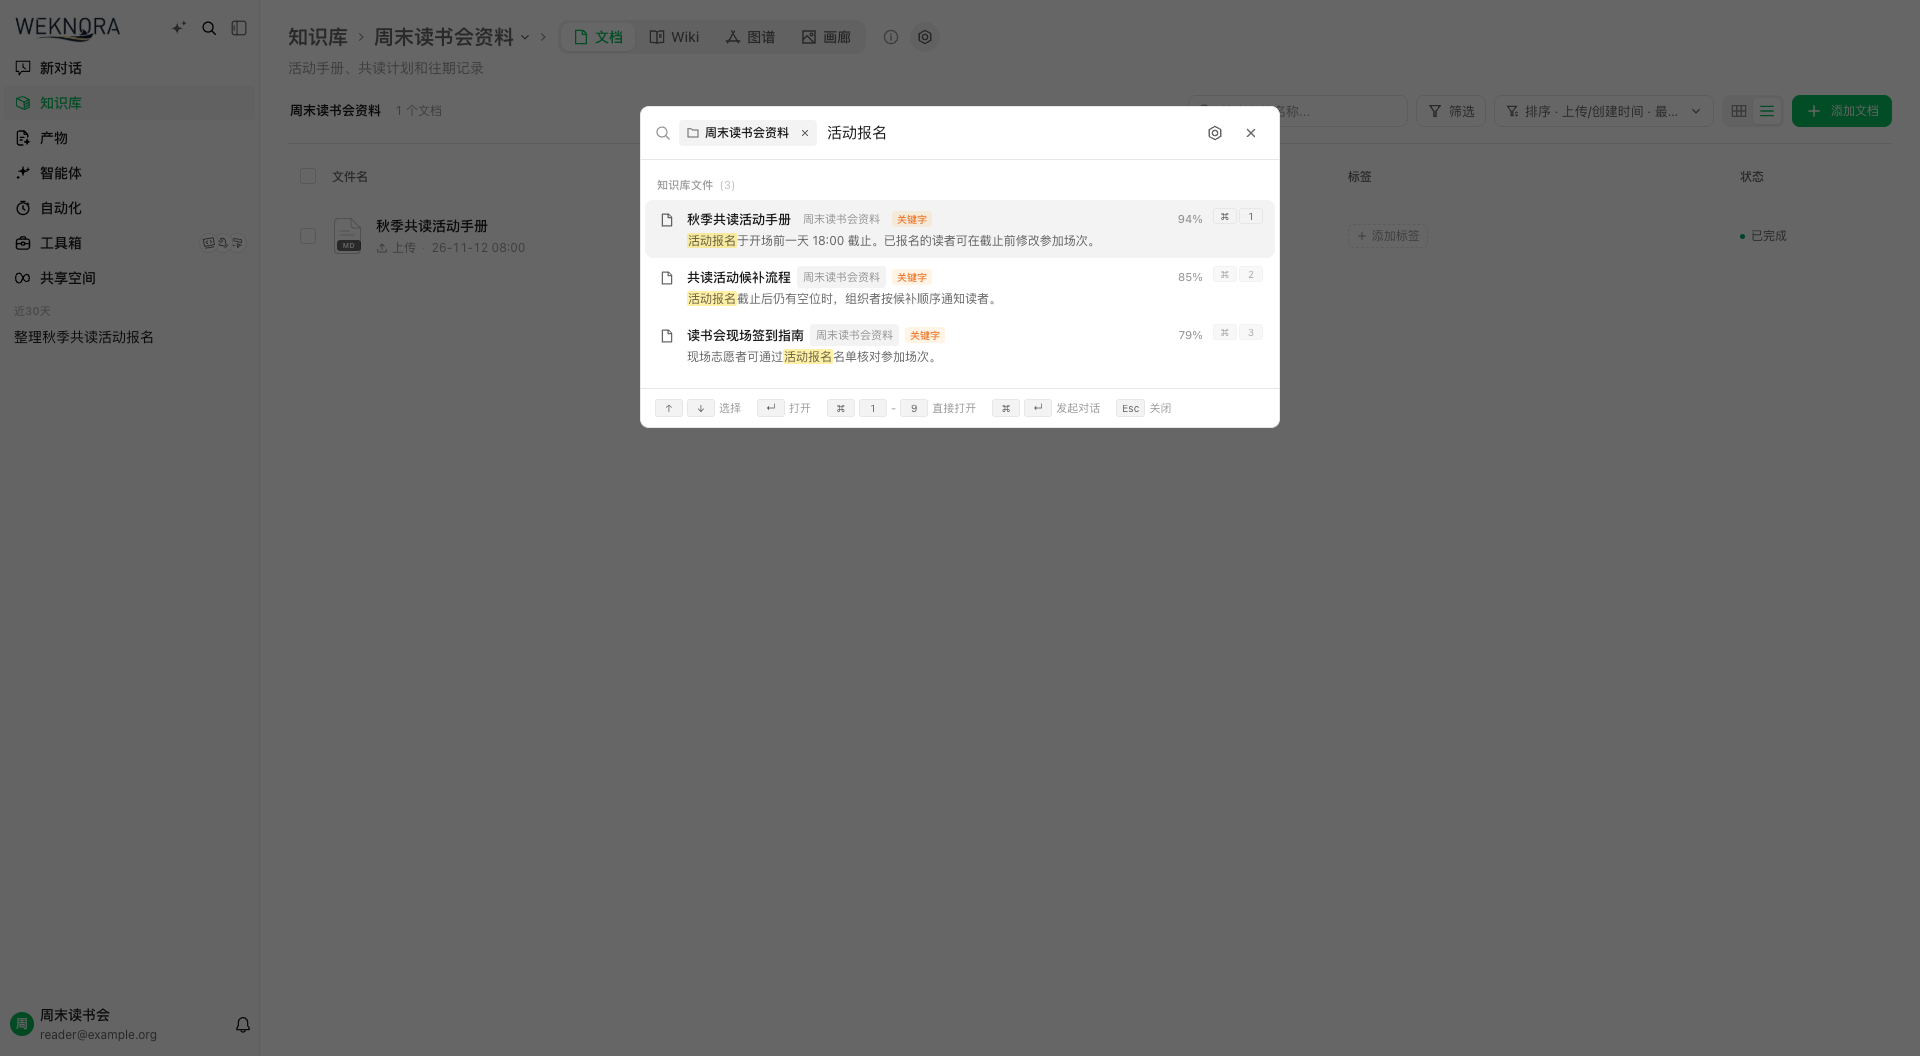 WEKNORA
新对话
知识库
产物
智能体
自动化
工具箱
共享空间
近30天
整理秋季共读活动报名
周
周末读书会
reader@example.org
知识库 周末读书会资料
文档 Wiki 图谱 画廊
活动手册、共读计划和往期记录
周末读书会资料 1 个文档
名称...
筛选
排序 · 上传/创建时间 · 最...
添加文档
文件名 标签 状态
秋季共读活动手册
MD
上传 · 26-11-12 08:00
+ 添加标签
已完成
周末读书会资料 × 活动报名
知识库文件 (3)
秋季共读活动手册 周末读书会资料 关键字 94% ⌘ 1
活动报名于开场前一天 18:00 截止。已报名的读者可在截止前修改参加场次。
共读活动候补流程 周末读书会资料 关键字 85% ⌘ 2
活动报名截止后仍有空位时，组织者按候补顺序通知读者。
读书会现场签到指南 周末读书会资料 关键字 79% ⌘ 3
现场志愿者可通过活动报名名单核对参加场次。
↑ ↓ 选择 ↵ 打开 ⌘ 1 - 9 直接打开 ⌘ ↵ 发起对话 Esc 关闭